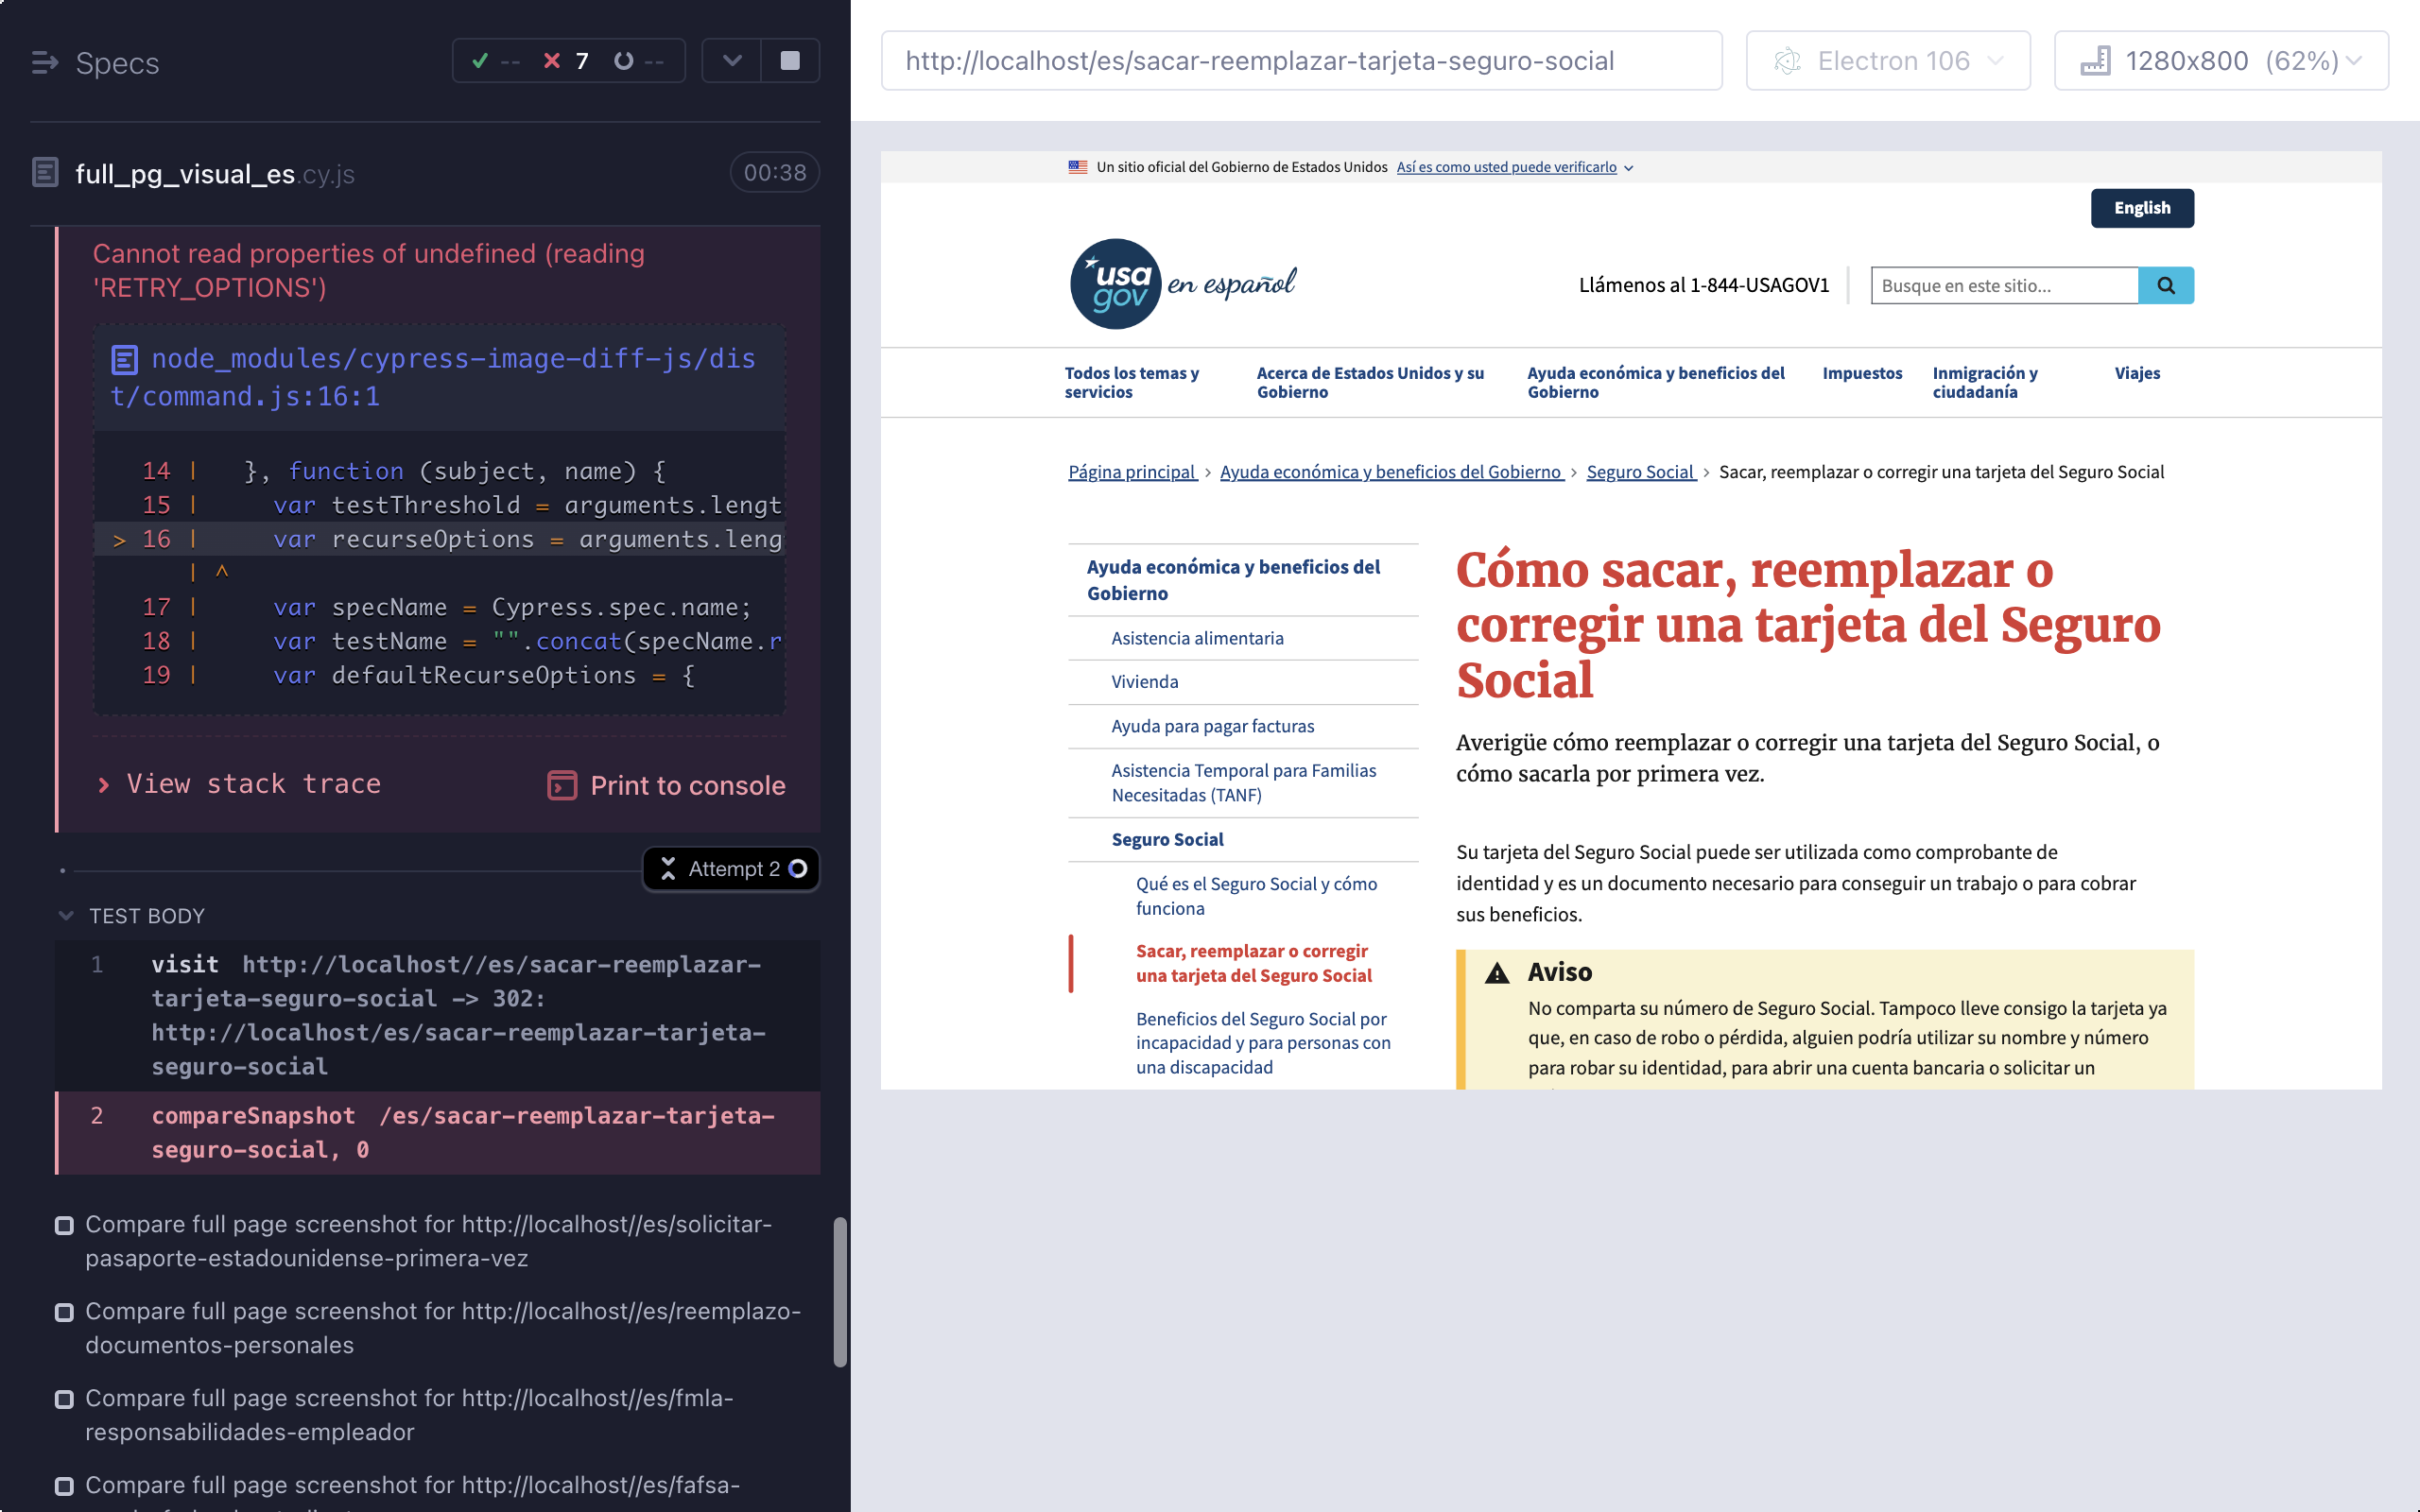 Specs
-- 7 --
full_pg_visual_es.cy.js
00:38
Cannot read properties of undefined (reading
'RETRY_OPTIONS')
node_modules/cypress-image-diff-js/dis
t/command.js:16:1
14 | }, function (subject, name) {
15 | var testThreshold = arguments.lengt
> 16 | var recurseOptions = arguments.leng
| ^
17 | var specName = Cypress.spec.name;
18 | var testName = "".concat(specName.r
19 | var defaultRecurseOptions = {
View stack trace
Print to console
Attempt 2
TEST BODY
1 visit http://localhost//es/sacar-reemplazar-
tarjeta-seguro-social -> 302:
http://localhost/es/sacar-reemplazar-tarjeta-
seguro-social
2 compareSnapshot /es/sacar-reemplazar-tarjeta-
seguro-social, 0
Compare full page screenshot for http://localhost//es/solicitar-
pasaporte-estadounidense-primera-vez
Compare full page screenshot for http://localhost//es/reemplazo-
documentos-personales
Compare full page screenshot for http://localhost//es/fmla-
responsabilidades-empleador
Compare full page screenshot for http://localhost//es/fafsa-
http://localhost/es/sacar-reemplazar-tarjeta-seguro-social
Electron 106
1280x800 (62%)
Un sitio oficial del Gobierno de Estados Unidos Así es como usted puede verificarlo
English
usa
gov
en español
Llámenos al 1-844-USAGOV1
Busque en este sitio...
Todos los temas y
servicios
Acerca de Estados Unidos y su
Gobierno
Ayuda económica y beneficios del
Gobierno
Impuestos
Inmigración y
ciudadanía
Viajes
Página principal › Ayuda económica y beneficios del Gobierno › Seguro Social › Sacar, reemplazar o corregir una tarjeta del Seguro Social
Ayuda económica y beneficios del
Gobierno
Asistencia alimentaria
Vivienda
Ayuda para pagar facturas
Asistencia Temporal para Familias
Necesitadas (TANF)
Seguro Social
Qué es el Seguro Social y cómo
funciona
Sacar, reemplazar o corregir
una tarjeta del Seguro Social
Beneficios del Seguro Social por
incapacidad y para personas con
una discapacidad
Cómo sacar, reemplazar o
corregir una tarjeta del Seguro
Social
Averigüe cómo reemplazar o corregir una tarjeta del Seguro Social, o
cómo sacarla por primera vez.
Su tarjeta del Seguro Social puede ser utilizada como comprobante de
identidad y es un documento necesario para conseguir un trabajo o para cobrar
sus beneficios.
Aviso
No comparta su número de Seguro Social. Tampoco lleve consigo la tarjeta ya
que, en caso de robo o pérdida, alguien podría utilizar su nombre y número
para robar su identidad, para abrir una cuenta bancaria o solicitar un